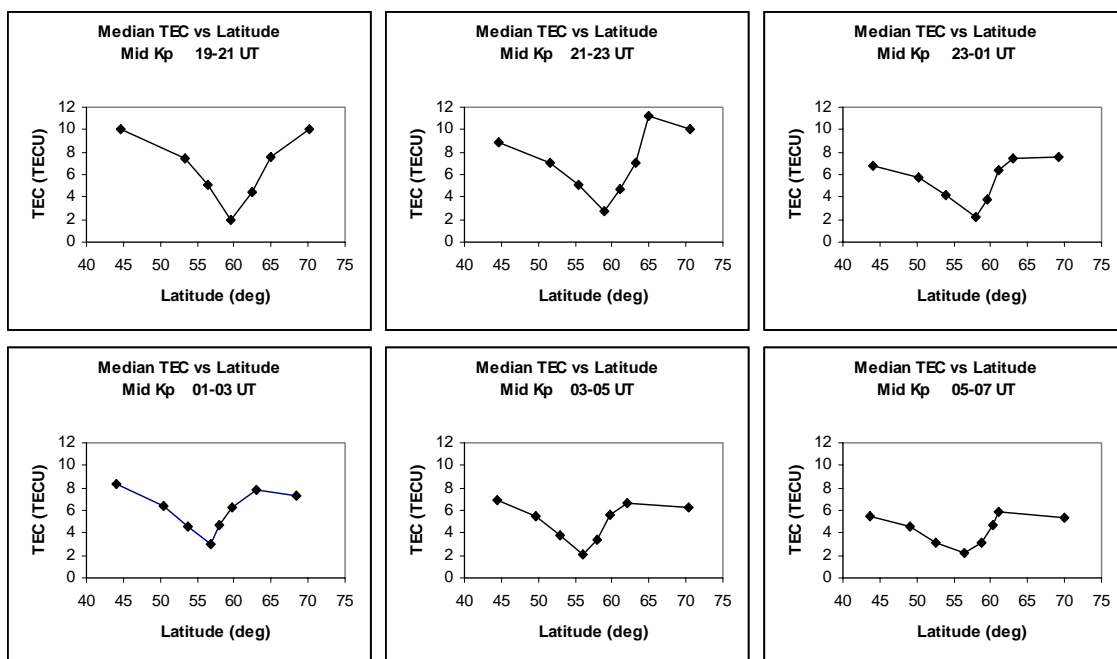 Median TEC vs Latitude
Mid Kp 19-21 UT
12
10
8
6
4
2
0
TEC (TECU)
40 45 50 55 60 65 70 75
Latitude (deg)
Median TEC vs Latitude
Mid Kp 21-23 UT
12
10
8
6
4
2
0
TEC (TECU)
40 45 50 55 60 65 70 75
Latitude (deg)
Median TEC vs Latitude
Mid Kp 23-01 UT
12
10
8
6
4
2
0
TEC (TECU)
40 45 50 55 60 65 70 75
Latitude (deg)
Median TEC vs Latitude
Mid Kp 01-03 UT
12
10
8
6
4
2
0
TEC (TECU)
40 45 50 55 60 65 70 75
Latitude (deg)
Median TEC vs Latitude
Mid Kp 03-05 UT
12
10
8
6
4
2
0
TEC (TECU)
40 45 50 55 60 65 70 75
Latitude (deg)
Median TEC vs Latitude
Mid Kp 05-07 UT
12
10
8
6
4
2
0
TEC (TECU)
40 45 50 55 60 65 70 75
Latitude (deg)